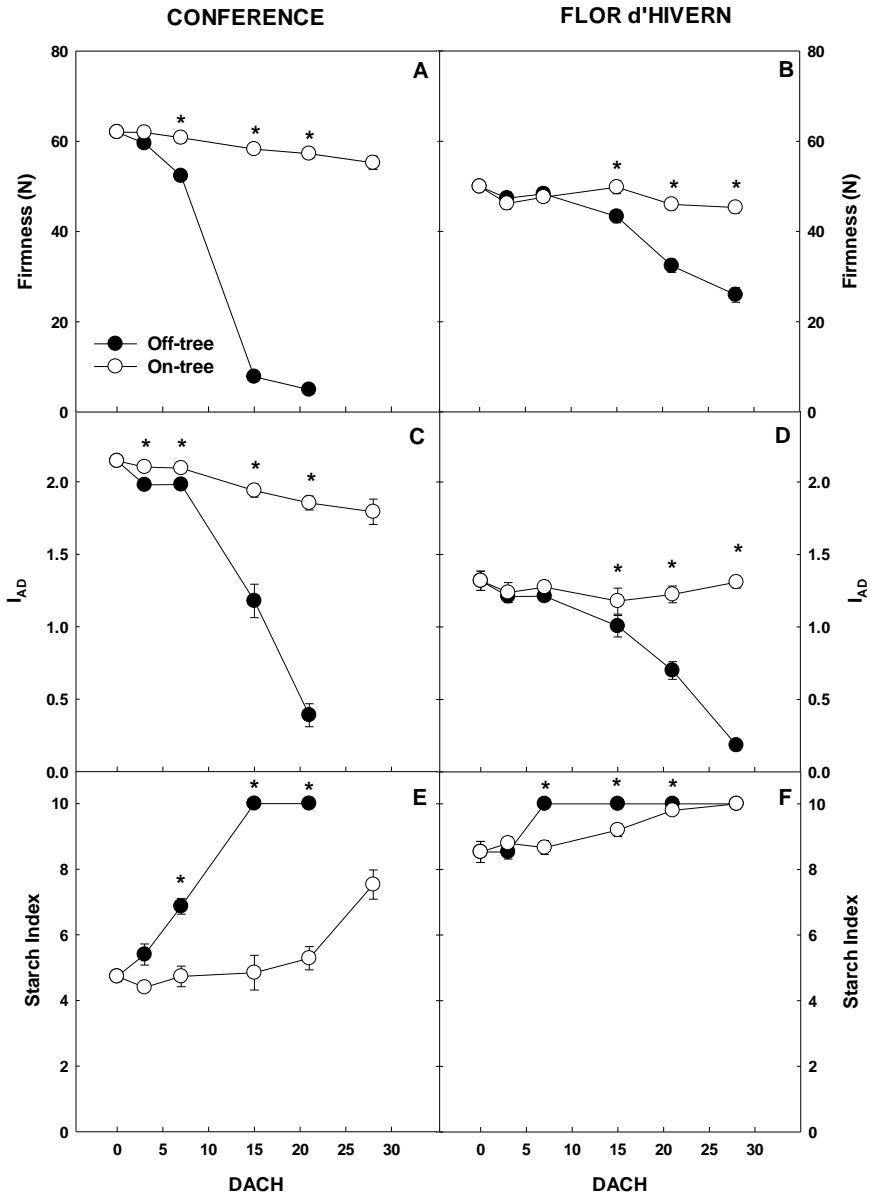 CONFERENCE
FLOR d'HIVERN
80
60
40
20
0
Firmness (N)
A
* * *
Off-tree
On-tree
B
* * *
80
60
40
20
0
Firmness (N)
2.0
1.5
1.0
0.5
0.0
I_AD
C
* * * *
D
* * *
2.0
1.5
1.0
0.5
0.0
I_AD
10
8
6
4
2
0
Starch Index
E
* * *
F
* * *
10
8
6
4
2
0
Starch Index
0 5 10 15 20 25 30
DACH
0 5 10 15 20 25 30
DACH